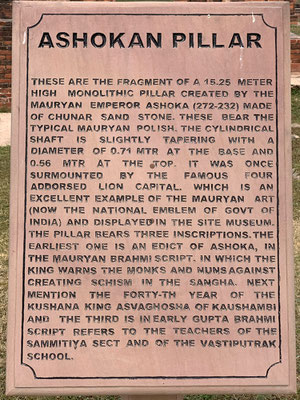 ASHOKAN PILLAR
THESE ARE THE FRAGMENT OF A 15.25 METER
HIGH MONOLITHIC PILLAR CREATED BY THE
MAURYAN EMPEROR ASHOKA (272-232) MADE
OF CHUNAR SAND STONE. THESE BEAR THE
TYPICAL MAURYAN POLISH. THE CYLINDRICAL
SHAFT IS SLIGHTLY TAPERING WITH A
DIAMETER OF 0.71 MTR AT THE BASE AND
0.56 MTR AT THE TOP. IT WAS ONCE
SURMOUNTED BY THE FAMOUS FOUR
ADDORSED LION CAPITAL. WHICH IS AN
EXCELLENT EXAMPLE OF THE MAURYAN ART
(NOW THE NATIONAL EMBLEM OF GOVT OF
INDIA) AND DISPLAYED IN THE SITE MUSEUM.
THE PILLAR BEARS THREE INSCRIPTIONS. THE
EARLIEST ONE IS AN EDICT OF ASHOKA, IN
THE MAURYAN BRAHMI SCRIPT. IN WHICH THE
KING WARNS THE MONKS AND NUNS AGAINST
CREATING SCHISM IN THE SANGHA. NEXT
MENTION THE FORTY-TH YEAR OF THE
KUSHANA KING ASVAGHOSHA OF KAUSHAMBI
AND THE THIRD IS IN EARLY GUPTA BRAHMI
SCRIPT REFERS TO THE TEACHERS OF THE
SAMMITIYA SECT AND OF THE VASTIPUTRAK
SCHOOL.